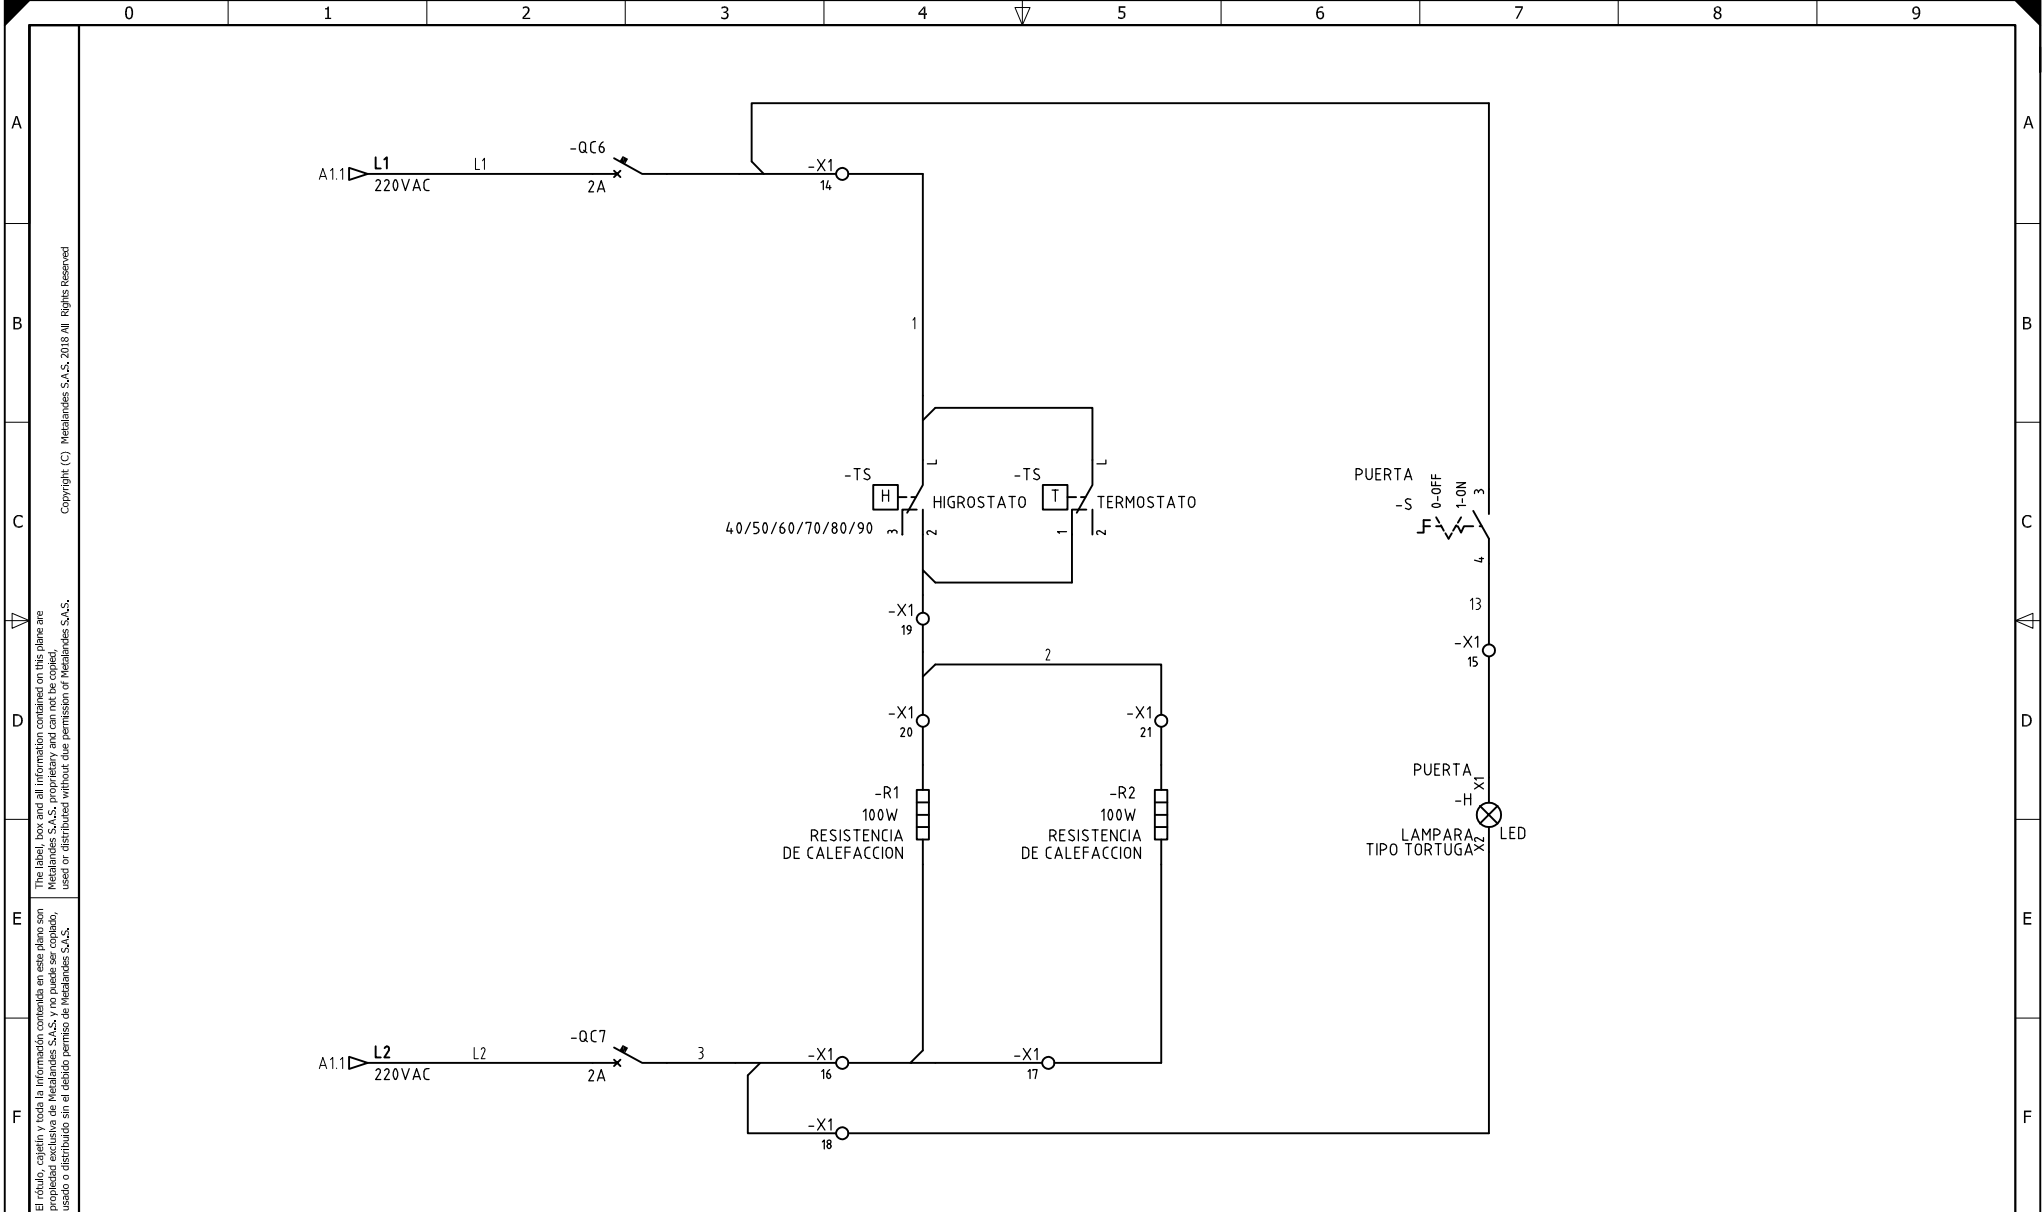 0 1 2 3 4 5 6 7 8 9
A
B
C
D
E
F
A
B
C
D
E
F
Copyright (C) Metalandes S.A.S. 2018 All Rights Reserved
The label, box and all information contained on this plane are
Metalandes S.A.S. proprietary and can not be copied,
used or distributed without due permission of Metalandes S.A.S.
El rótulo, cajetín y toda la información contenida en este plano son
propiedad exclusiva de Metalandes S.A.S. y no puede ser copiado,
usado o distribuido sin el debido permiso de Metalandes S.A.S.
A1.1
L1
220VAC
L1
-QC6
2A
-X1
14
1
-TS
H
HIGROSTATO
40/50/60/70/80/90
L
3
2
-TS
T
TERMOSTATO
L
1
2
PUERTA
-S
0-OFF
1-ON
3
4
13
-X1
15
-X1
19
2
-X1
20
-X1
21
-R1
100W
RESISTENCIA
DE CALEFACCION
-R2
100W
RESISTENCIA
DE CALEFACCION
PUERTA
-H
X1
X2
LAMPARA
TIPO TORTUGA
LED
A1.1
L2
220VAC
L2
-QC7
2A
3
-X1
16
-X1
17
-X1
18